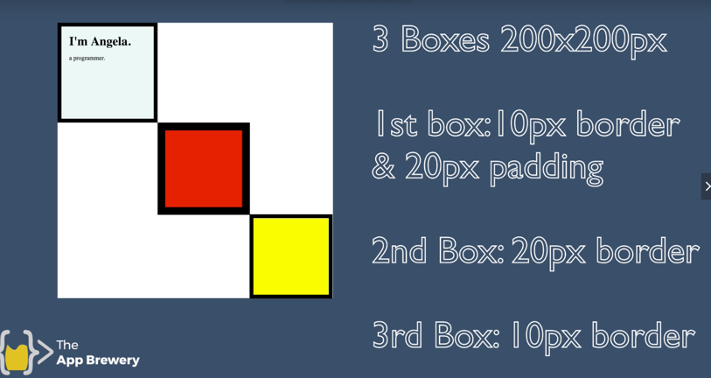 I'm Angela.
a programmer.
3 Boxes 200x200px
1st box:10px border
& 20px padding
2nd Box: 20px border
3rd Box: 10px border
The
App Brewery